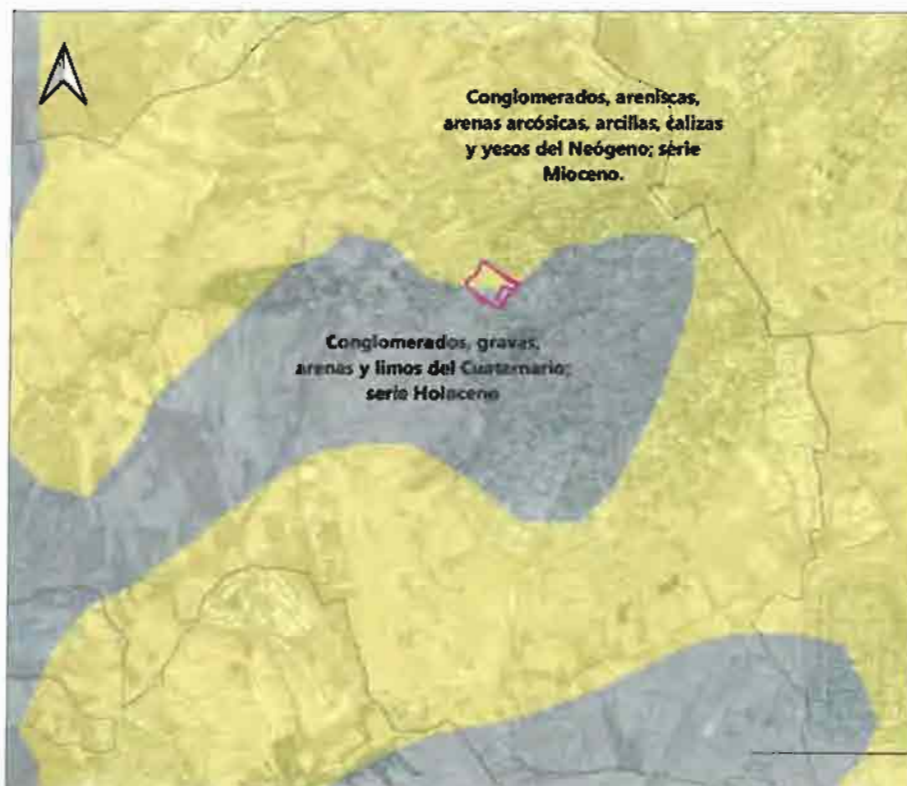 Conglomerados, areniscas,
arenas arcósicas, arcillas, calizas
y yesos del Neógeno; serie
Mioceno.
Conglomerados, gravas,
arenas y limos del Cuaternario;
serie Holoceno